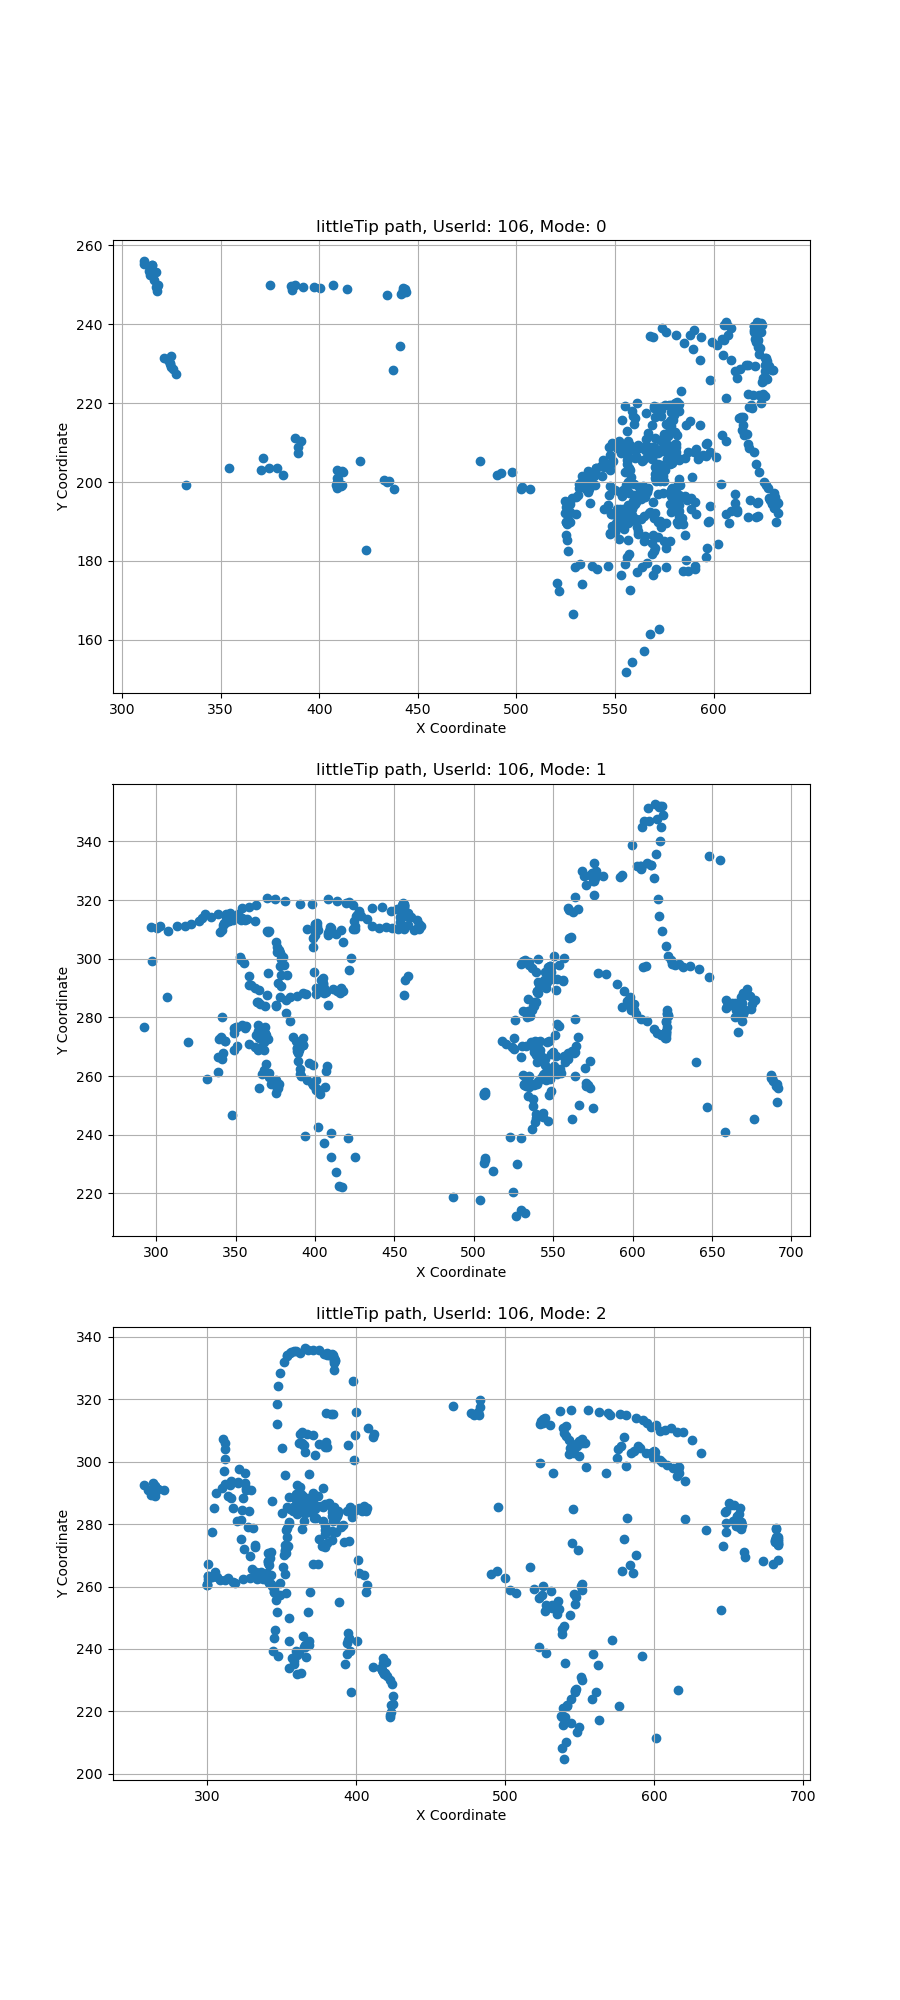 littleTip path, UserId: 106, Mode: 0
260
240
220
200
180
160
Y Coordinate
300 350 400 450 500 550 600
X Coordinate
littleTip path, UserId: 106, Mode: 1
340
320
300
280
260
240
220
Y Coordinate
300 350 400 450 500 550 600 650 700
X Coordinate
littleTip path, UserId: 106, Mode: 2
340
320
300
280
260
240
220
200
Y Coordinate
300 400 500 600 700
X Coordinate